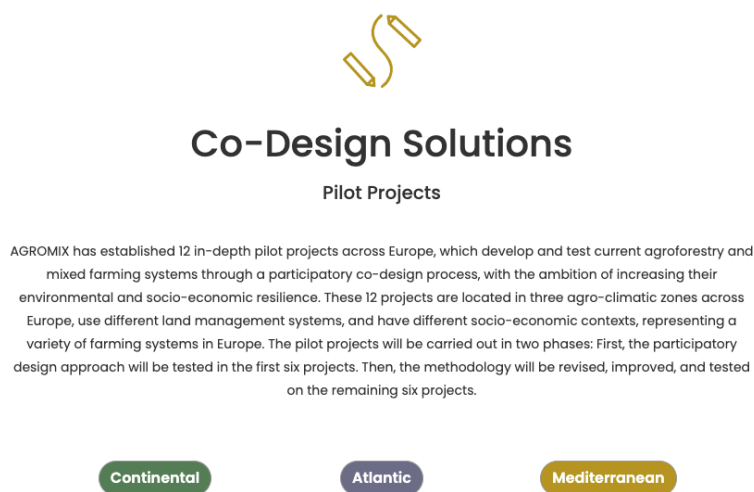 Co-Design Solutions
Pilot Projects
AGROMIX has established 12 in-depth pilot projects across Europe, which develop and test current agroforestry and
mixed farming systems through a participatory co-design process, with the ambition of increasing their
environmental and socio-economic resilience. These 12 projects are located in three agro-climatic zones across
Europe, use different land management systems, and have different socio-economic contexts, representing a
variety of farming systems in Europe. The pilot projects will be carried out in two phases: First, the participatory
design approach will be tested in the first six projects. Then, the methodology will be revised, improved, and tested
on the remaining six projects.
Continental
Atlantic
Mediterranean